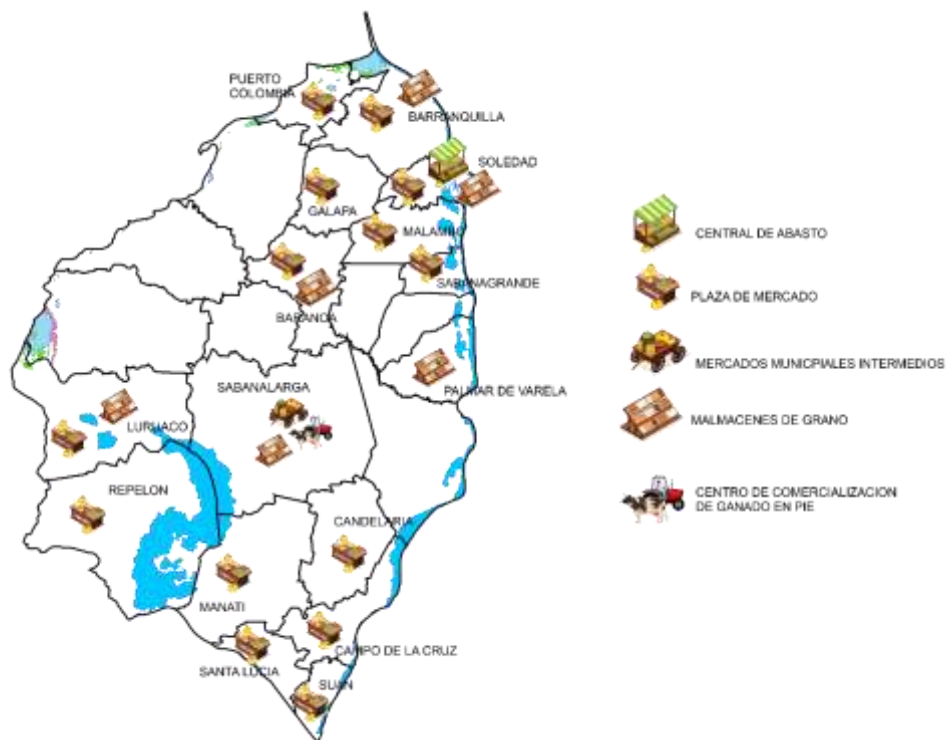 PUERTO
COLOMBIA
BARRANQUILLA
SOLEDAD
GALAPA
MALAMBO
SABANAGRANDE
BARANOA
SABANALARGA
PALMAR DE VARELA
LURUACO
REPELON
CANDELARIA
MANATI
CAMPO DE LA CRUZ
SANTA LUCIA
SUAN
CENTRAL DE ABASTO
PLAZA DE MERCADO
MERCADOS MUNICPIALES INTERMEDIOS
MALMACENES DE GRANO
CENTRO DE COMERCIALIZACION
DE GANADO EN PIE